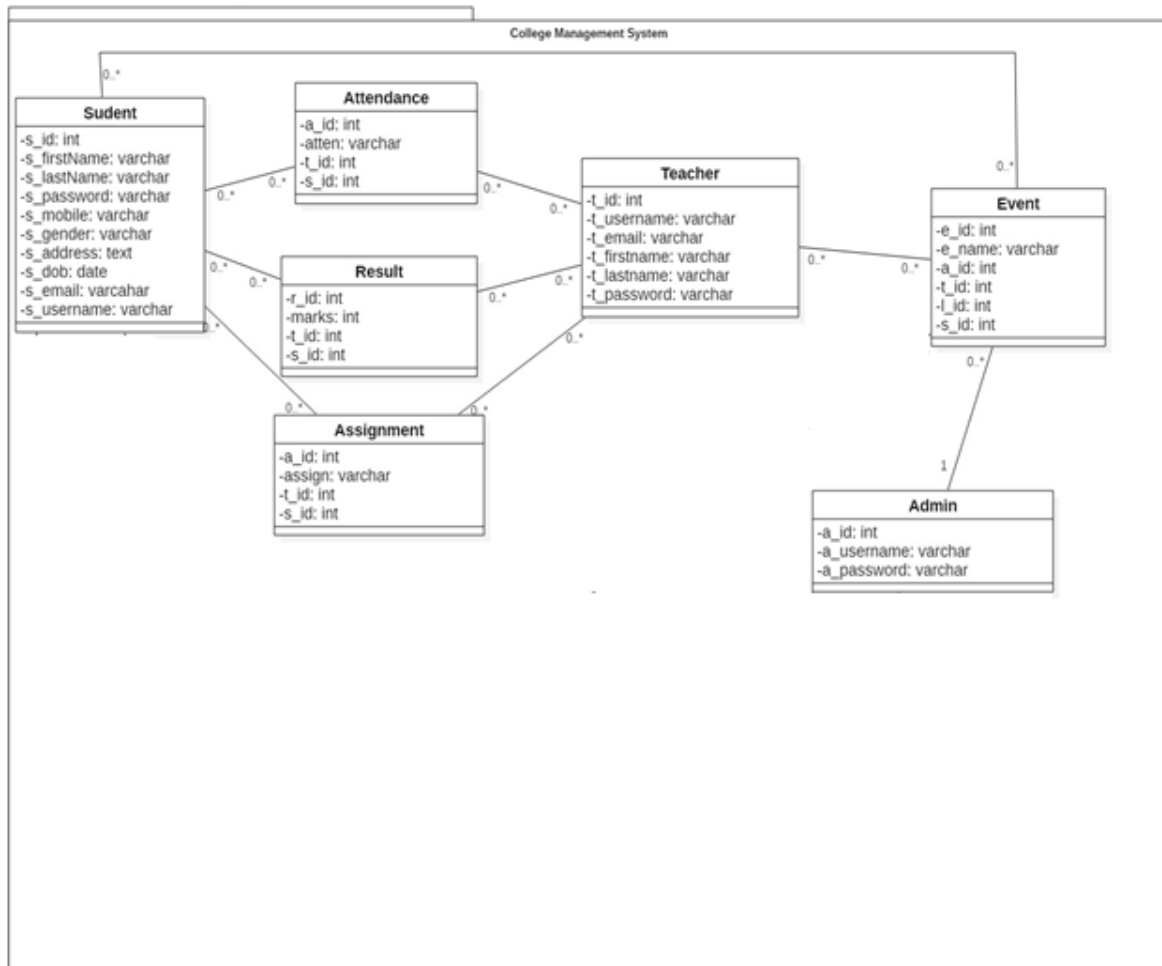 College Management System
0..*
Sudent
-s_id: int
-s_firstName: varchar
-s_lastName: varchar
-s_password: varchar
-s_mobile: varchar
-s_gender: varchar
-s_address: text
-s_dob: date
-s_email: varcahar
-s_username: varchar
0..*
0..*
0..*
Attendance
-a_id: int
-atten: varchar
-t_id: int
-s_id: int
0..*
0..*
Result
-r_id: int
-marks: int
-t_id: int
-s_id: int
0..*
0..*
0..*
Assignment
-a_id: int
-assign: varchar
-t_id: int
-s_id: int
0..*
0..*
Teacher
-t_id: int
-t_username: varchar
-t_email: varchar
-t_firstname: varchar
-t_lastname: varchar
-t_password: varchar
0..*
0..*
0..*
0..*
0..*
Event
-e_id: int
-e_name: varchar
-a_id: int
-t_id: int
-l_id: int
-s_id: int
0..*
0..*
1
Admin
-a_id: int
-a_username: varchar
-a_password: varchar